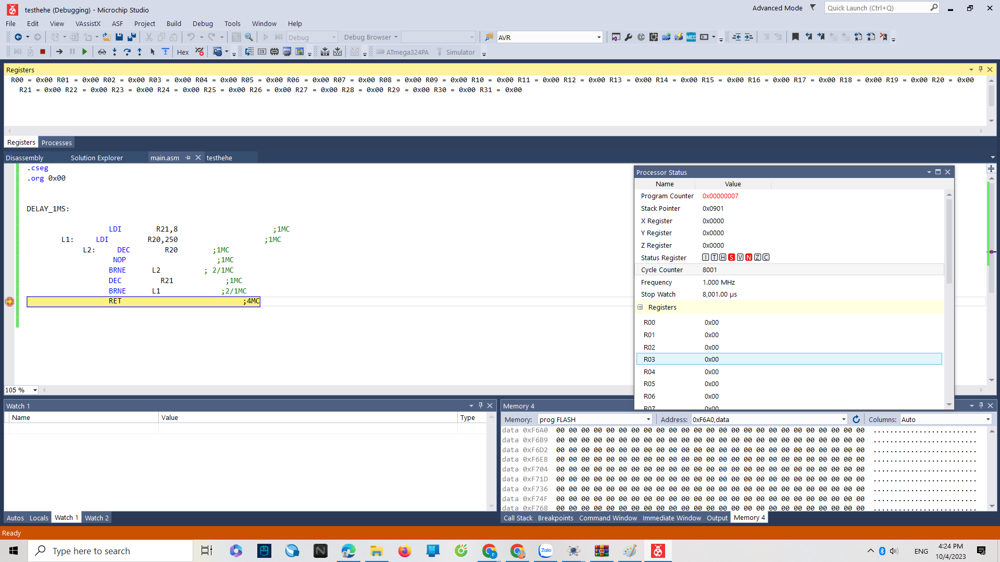 testhehe (Debugging) - Microchip Studio
Advanced Mode
Quick Launch (Ctrl+Q)
File Edit View VAssistX ASF Project Build Debug Tools Window Help
Debug Debug Browser AVR
Hex ATmega324PA Simulator
Registers
R00 = 0x00 R01 = 0x00 R02 = 0x00 R03 = 0x00 R04 = 0x00 R05 = 0x00 R06 = 0x00 R07 = 0x00 R08 = 0x00 R09 = 0x00 R10 = 0x00 R11 = 0x00 R12 = 0x00 R13 = 0x00 R14 = 0x00 R15 = 0x00 R16 = 0x00 R17 = 0x00 R18 = 0x00 R19 = 0x00 R20 = 0x00
R21 = 0x00 R22 = 0x00 R23 = 0x00 R24 = 0x00 R25 = 0x00 R26 = 0x00 R27 = 0x00 R28 = 0x00 R29 = 0x00 R30 = 0x00 R31 = 0x00
Registers Processes
Disassembly Solution Explorer main.asm testhehe
.cseg
.org 0x00
DELAY_1MS:
LDI R21,8 ;1MC
L1: LDI R20,250 ;1MC
L2: DEC R20 ;1MC
NOP ;1MC
BRNE L2 ; 2/1MC
DEC R21 ;1MC
BRNE L1 ;2/1MC
RET ;4MC
105 %
Processor Status
Name Value
Program Counter 0x00000007
Stack Pointer 0x0901
X Register 0x0000
Y Register 0x0000
Z Register 0x0000
Status Register I T H S V N Z C
Cycle Counter 8001
Frequency 1.000 MHz
Stop Watch 8,001.00 µs
Registers
R00 0x00
R01 0x00
R02 0x00
R03 0x00
R04 0x00
R05 0x00
R06 0x00
R07 0x00
Watch 1
Name Value Type
Autos Locals Watch 1 Watch 2
Memory 4
Memory: prog FLASH Address: 0xF6A0,data Columns: Auto
data 0xF6A0 00 00 00 00 00 00 00 00 00 00 00 00 00 00 00 00 00 00 00 00 00 00 00 00 00 .........................
data 0xF6B9 00 00 00 00 00 00 00 00 00 00 00 00 00 00 00 00 00 00 00 00 00 00 00 00 00 .........................
data 0xF6D2 00 00 00 00 00 00 00 00 00 00 00 00 00 00 00 00 00 00 00 00 00 00 00 00 00 .........................
data 0xF6EB 00 00 00 00 00 00 00 00 00 00 00 00 00 00 00 00 00 00 00 00 00 00 00 00 00 .........................
data 0xF704 00 00 00 00 00 00 00 00 00 00 00 00 00 00 00 00 00 00 00 00 00 00 00 00 00 .........................
data 0xF71D 00 00 00 00 00 00 00 00 00 00 00 00 00 00 00 00 00 00 00 00 00 00 00 00 00 .........................
data 0xF736 00 00 00 00 00 00 00 00 00 00 00 00 00 00 00 00 00 00 00 00 00 00 00 00 00 .........................
data 0xF74F 00 00 00 00 00 00 00 00 00 00 00 00 00 00 00 00 00 00 00 00 00 00 00 00 00 .........................
data 0xF768 00 00 00 00 00 00 00 00 00 00 00 00 00 00 00 00 00 00 00 00 00 00 00 00 00 .........................
Call Stack Breakpoints Command Window Immediate Window Output Memory 4
Ready
Type here to search
Zalo
ENG
4:24 PM
10/4/2023